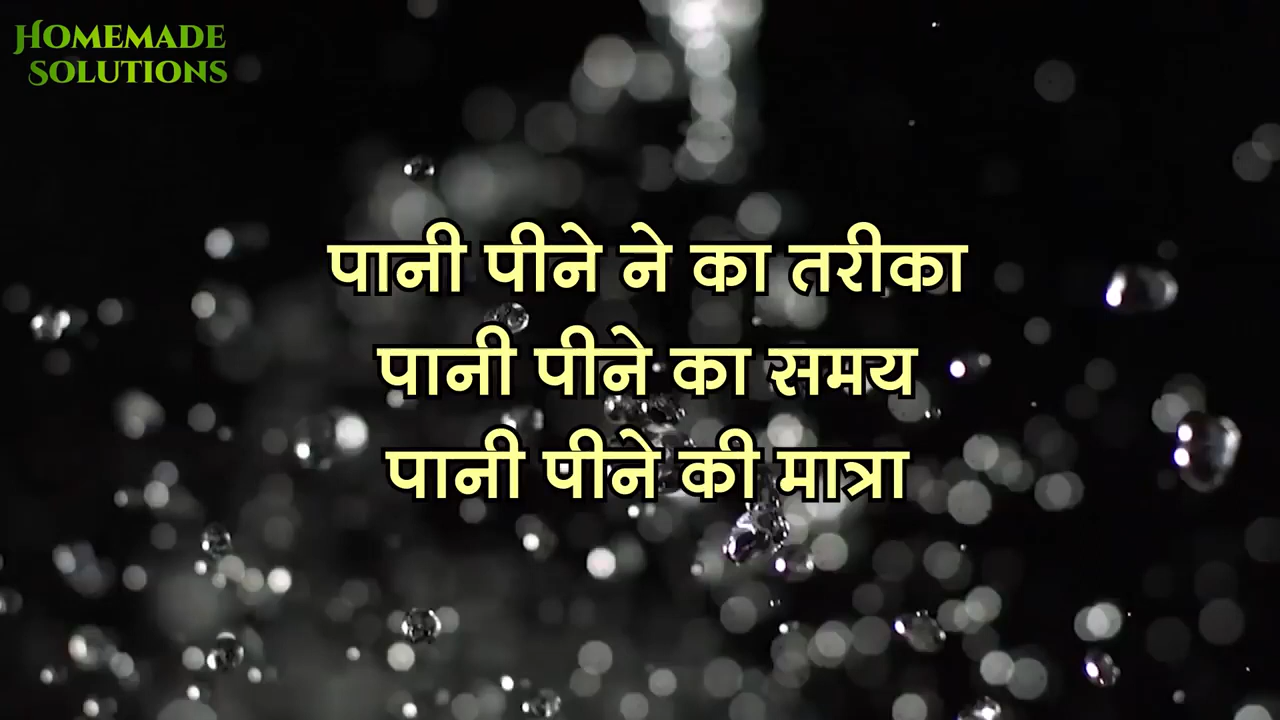 HOMEMADE
SOLUTIONS
पानी पीने ने का तरीका
पानी पीने का समय
पानी पीने की मात्रा